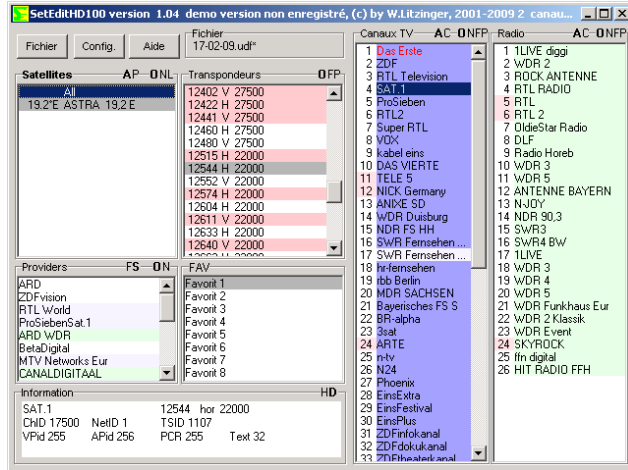 SetEditHD100 version 1.04 demo version non enregistré, (c) by W.Litzinger, 2001-2009 2 canau...
Fichier
Config.
Aide
Fichier
17-02-09.udf*
Satellites AP ONL
All
19.2°E ASTRA 19,2 E
Transpondeurs OFP
12402 V 27500
12422 H 27500
12441 V 27500
12460 H 27500
12480 V 27500
12515 H 22000
12544 H 22000
12552 V 22000
12574 H 22000
12604 H 22000
12611 V 22000
12633 H 22000
12640 V 22000
12663 H 22000
Providers FS ON
ARD
ZDFvision
RTL World
ProSiebenSat.1
ARD WDR
BetaDigital
MTV Networks Eur
CANALDIGITAAL
FAV
Favorit 1
Favorit 2
Favorit 3
Favorit 4
Favorit 5
Favorit 6
Favorit 7
Favorit 8
Information HD
SAT.1 12544 hor 22000
ChID 17500 NetID 1 TSID 1107
VPid 255 APid 256 PCR 255 Text 32
Canaux TV AC ONFP
1 Das Erste
2 ZDF
3 RTL Television
4 SAT.1
5 ProSieben
6 RTL2
7 Super RTL
8 VOX
9 kabel eins
10 DAS VIERTE
11 TELE 5
12 NICK Germany
13 ANIXE SD
14 WDR Duisburg
15 NDR FS HH
16 SWR Fernsehen ...
17 SWR Fernsehen ...
18 hr-fernsehen
19 rbb Berlin
20 MDR SACHSEN
21 Bayerisches FS S
22 BR-alpha
23 3sat
24 ARTE
25 n-tv
26 N24
27 Phoenix
28 EinsExtra
29 EinsFestival
30 EinsPlus
31 ZDFinfokanal
32 ZDFdokukanal
33 ZDFtheaterkanal
Radio AC ONFP
1 1LIVE diggi
2 WDR 2
3 ROCK ANTENNE
4 RTL RADIO
5 RTL
6 RTL 2
7 OldieStar Radio
8 DLF
9 Radio Horeb
10 WDR 3
11 WDR 5
12 ANTENNE BAYERN
13 N-JOY
14 NDR 90,3
15 SWR3
16 SWR4 BW
17 1LIVE
18 WDR 3
19 WDR 4
20 WDR 5
21 WDR Funkhaus Eur
22 WDR 2 Klassik
23 WDR Event
24 SKYROCK
25 ffn digital
26 HIT RADIO FFH